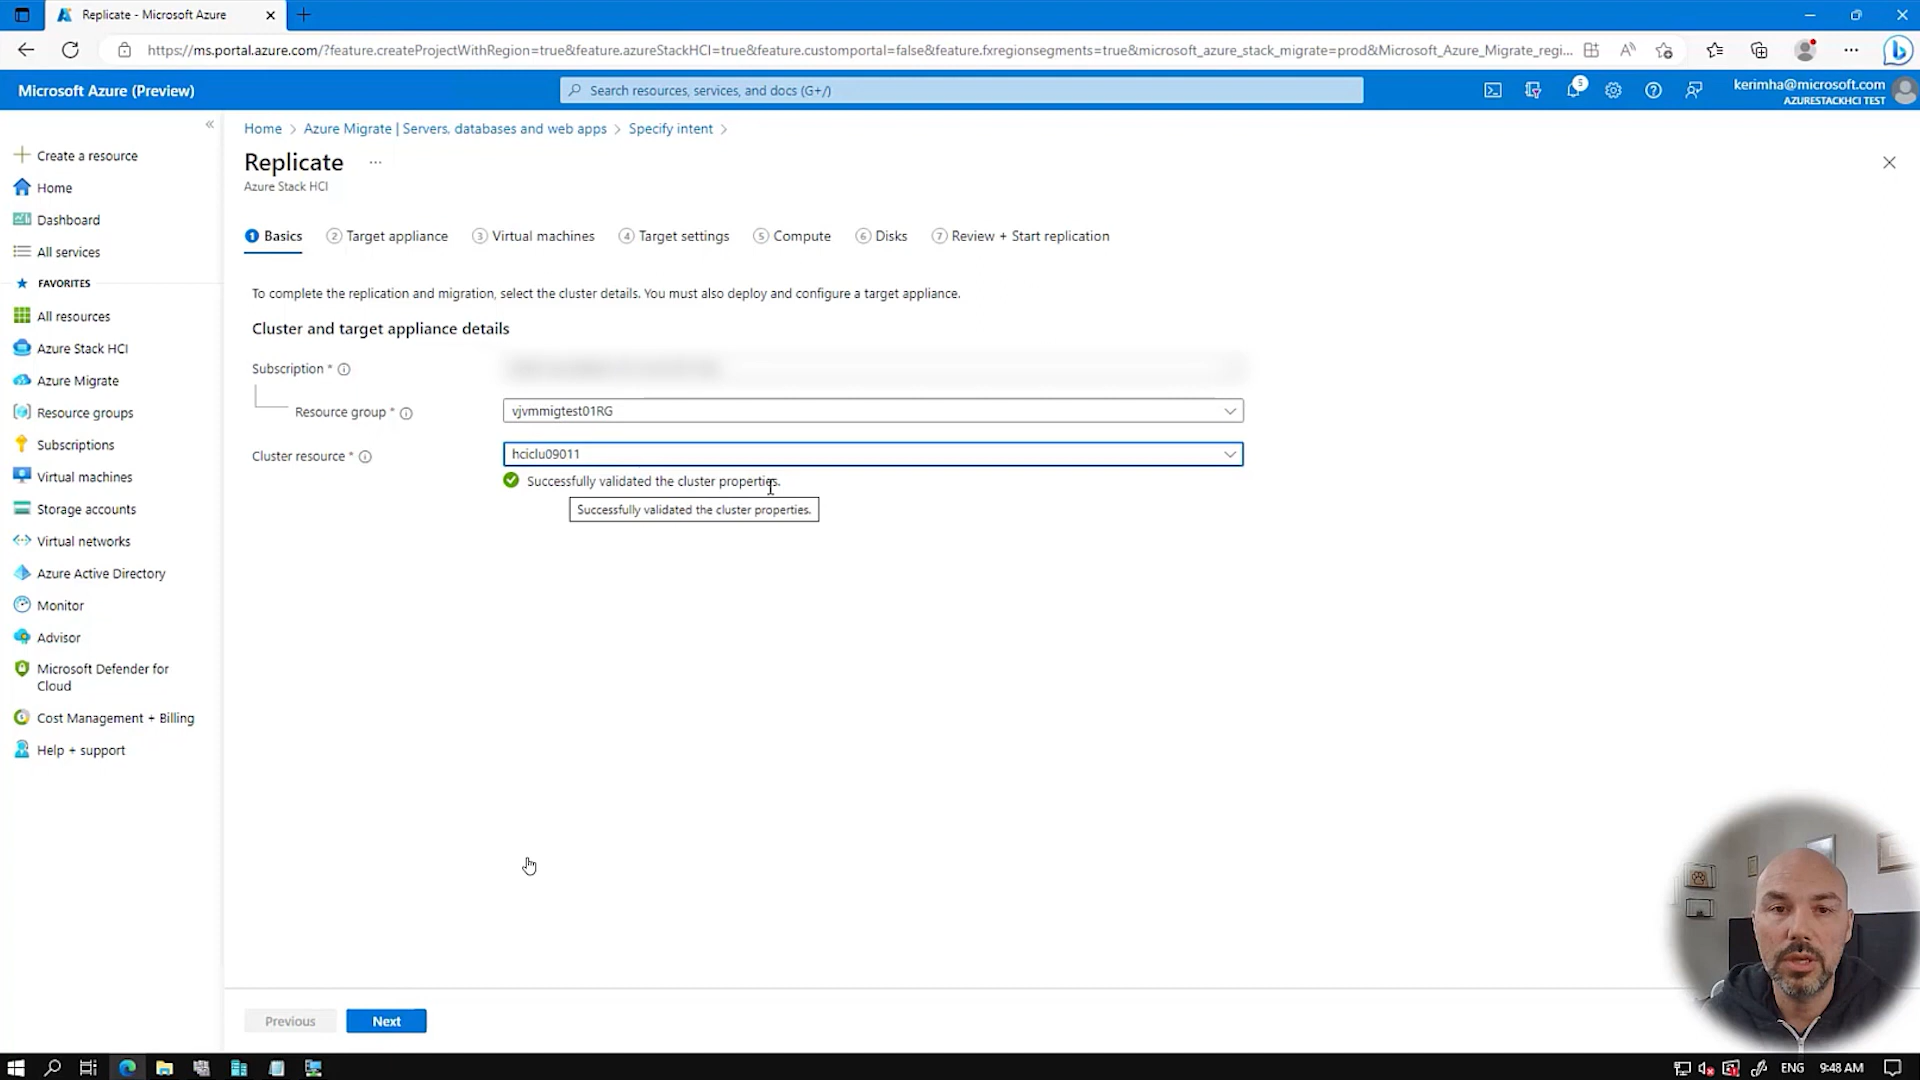 Replicate - Microsoft Azure
https://ms.portal.azure.com/?feature.createProjectWithRegion=true&feature.azureStackHCI=true&feature.customportal=false&feature.fxregionsegments=true&microsoft_azure_stack_migrate=prod&Microsoft_Azure_Migrate_regi...
Microsoft Azure (Preview)
Search resources, services, and docs (G+/)
5
kerimha@microsoft.com
AZURESTACKHCI TEST
Home > Azure Migrate | Servers, databases and web apps > Specify intent >
Create a resource
Home
Dashboard
All services
FAVORITES
All resources
Azure Stack HCI
Azure Migrate
Resource groups
Subscriptions
Virtual machines
Storage accounts
Virtual networks
Azure Active Directory
Monitor
Advisor
Microsoft Defender for
Cloud
Cost Management + Billing
Help + support
Replicate ...
Azure Stack HCI
1 Basics 2 Target appliance 3 Virtual machines 4 Target settings 5 Compute 6 Disks 7 Review + Start replication
To complete the replication and migration, select the cluster details. You must also deploy and configure a target appliance.
Cluster and target appliance details
Subscription *
Resource group * vjvmmigtest01RG
Cluster resource * hciclu09011
Successfully validated the cluster properties.
Successfully validated the cluster properties.
Previous Next
ENG 9:48 AM